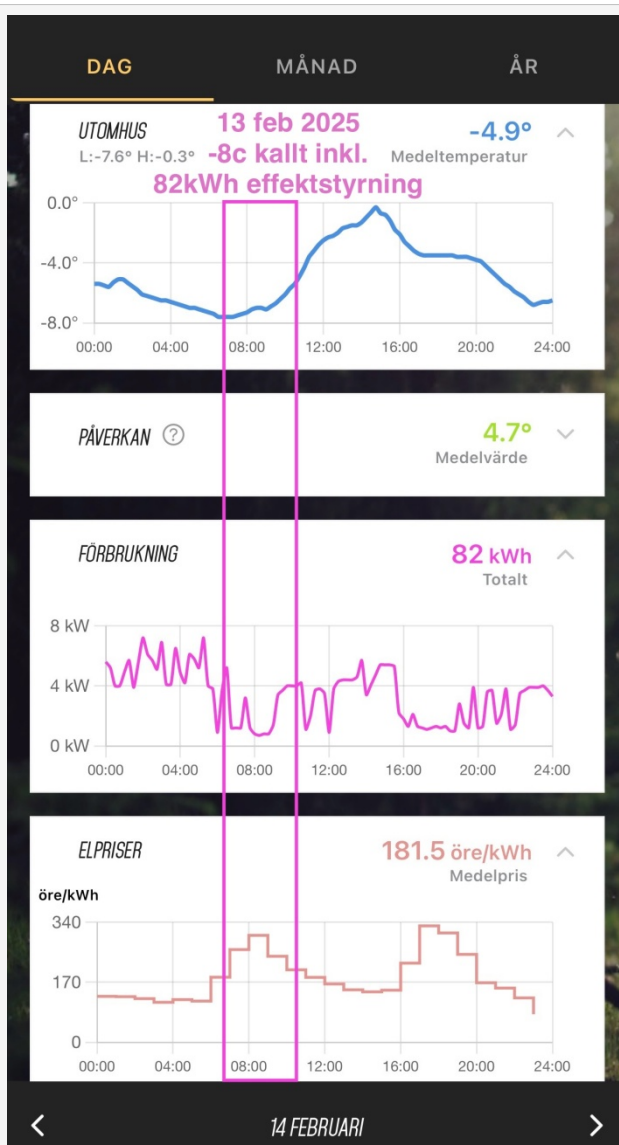 DAG MÅNAD ÅR
UTOMHUS 13 feb 2025 -4.9°
L:-7.6° H:-0.3° -8c kallt inkl. Medeltemperatur
82kWh effektstyrning
0.0°
-4.0°
-8.0°
00:00 04:00 08:00 12:00 16:00 20:00 24:00
PÅVERKAN ? 4.7°
Medelvärde
FÖRBRUKNING 82 kWh
Totalt
8 kW
4 kW
0 kW
00:00 04:00 08:00 12:00 16:00 20:00 24:00
ELPRISER 181.5 öre/kWh
Medelpris
öre/kWh
340
170
0
00:00 04:00 08:00 12:00 16:00 20:00 24:00
14 FEBRUARI